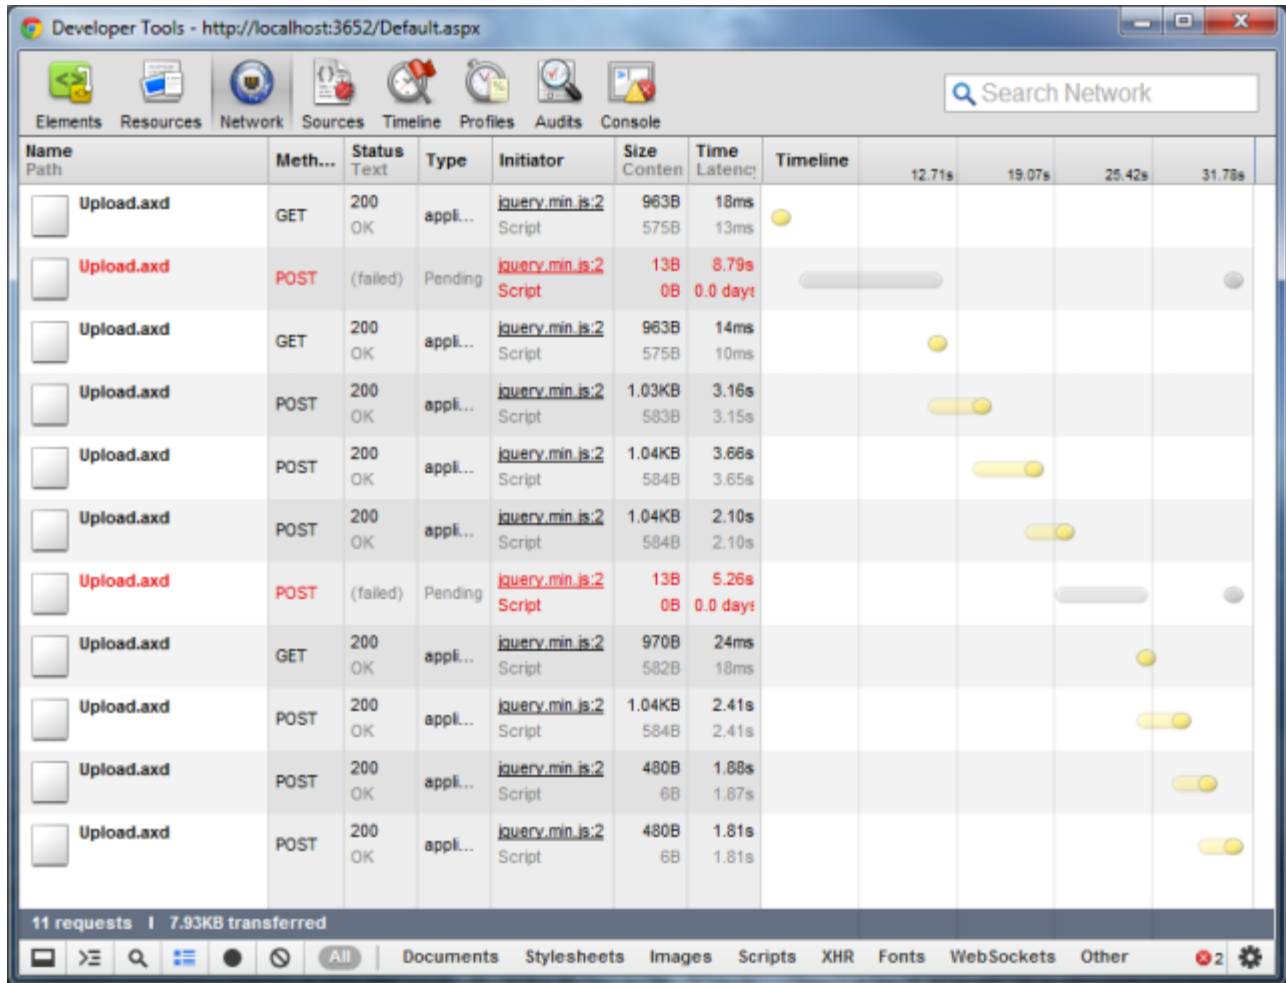 Developer Tools - http://localhost:3652/Default.aspx
Elements Resources Network Sources Timeline Profiles Audits Console
Search Network
Name Meth... Status Type Initiator Size Time Timeline
Path Text Conten Latency 12.71s 19.07s 25.42s 31.78s
Upload.axd GET 200 appli... jquery.min.js:2 963B 18ms
OK Script 575B 13ms
Upload.axd POST (failed) Pending jquery.min.js:2 13B 8.79s
Script 0B 0.0 days
Upload.axd GET 200 appli... jquery.min.js:2 963B 14ms
OK Script 575B 10ms
Upload.axd POST 200 appli... jquery.min.js:2 1.03KB 3.16s
OK Script 583B 3.15s
Upload.axd POST 200 appli... jquery.min.js:2 1.04KB 3.66s
OK Script 584B 3.65s
Upload.axd POST 200 appli... jquery.min.js:2 1.04KB 2.10s
OK Script 584B 2.10s
Upload.axd POST (failed) Pending jquery.min.js:2 13B 5.26s
Script 0B 0.0 days
Upload.axd GET 200 appli... jquery.min.js:2 970B 24ms
OK Script 582B 18ms
Upload.axd POST 200 appli... jquery.min.js:2 1.04KB 2.41s
OK Script 584B 2.41s
Upload.axd POST 200 appli... jquery.min.js:2 480B 1.88s
OK Script 6B 1.87s
Upload.axd POST 200 appli... jquery.min.js:2 480B 1.81s
OK Script 6B 1.81s
11 requests | 7.93KB transferred
All Documents Stylesheets Images Scripts XHR Fonts WebSockets Other 2